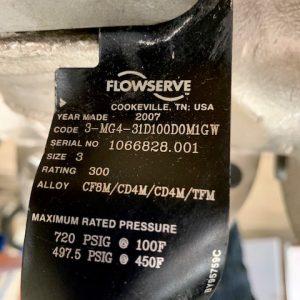 FLOWSERVE
COOKEVILLE, TN; USA
YEAR MADE 2007
CODE 3-MG4-31D100D0M1GW
SERIAL NO 1066828.001
SIZE 3
RATING 300
ALLOY CF8M/CD4M/CD4M/TFM
MAXIMUM RATED PRESSURE
720 PSIG @ 100F
497.5 PSIG @ 450F
BY95759C